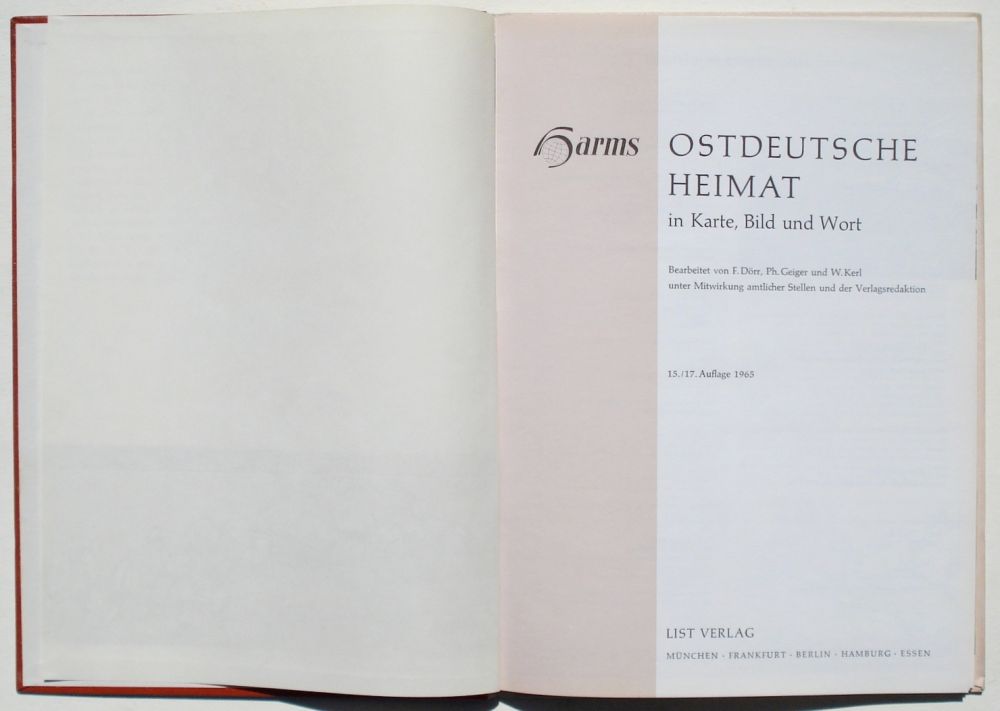 Harms
OSTDEUTSCHE
HEIMAT
in Karte, Bild und Wort
Bearbeitet von F. Dörr, Ph. Geiger und W. Kerl
unter Mitwirkung amtlicher Stellen und der Verlagsredaktion
15./17. Auflage 1965
LIST VERLAG
MÜNCHEN · FRANKFURT · BERLIN · HAMBURG · ESSEN